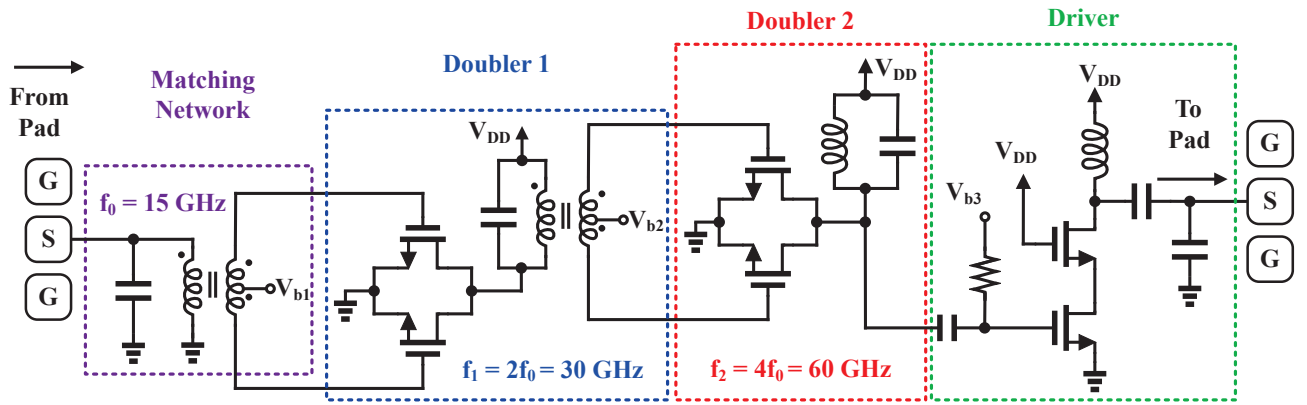 From
Pad
G
S
G
Matching
Network
f₀ = 15 GHz
Vb1
Doubler 1
VDD
Vb2
f₁ = 2f₀ = 30 GHz
Doubler 2
VDD
f₂ = 4f₀ = 60 GHz
Driver
VDD
VDD
Vb3
To
Pad
G
S
G